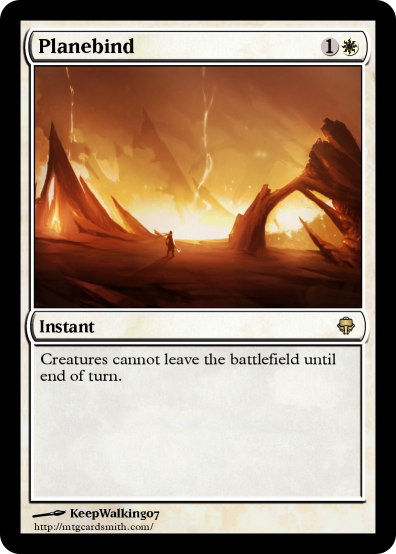 Planebind 1
Instant
Creatures cannot leave the battlefield until
end of turn.
KeepWalking07
http://mtgcardsmith.com/